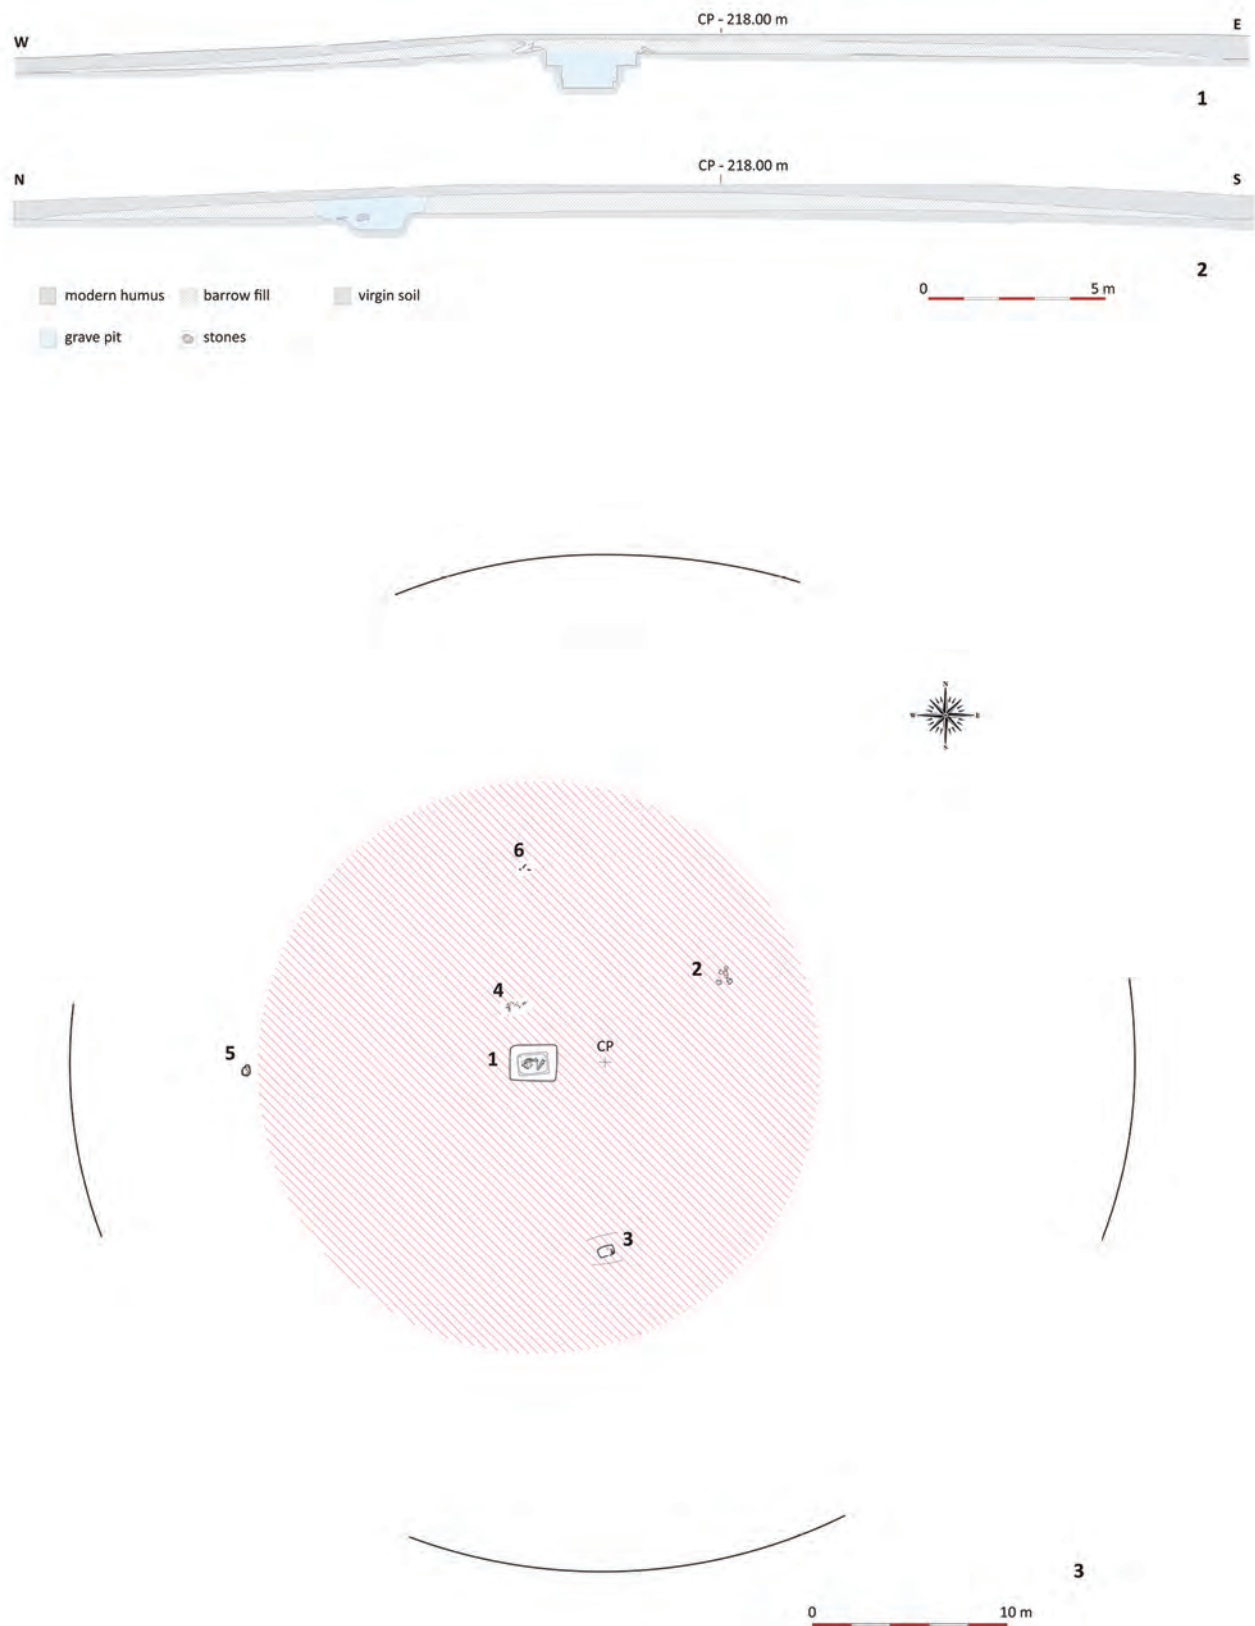 CP - 218.00 m
W
E
1
CP - 218.00 m
N
S
2
modern humus
barrow fill
virgin soil
grave pit
stones
0
5 m
N
W
E
S
6
2
4
CP
1
5
3
3
0
10 m